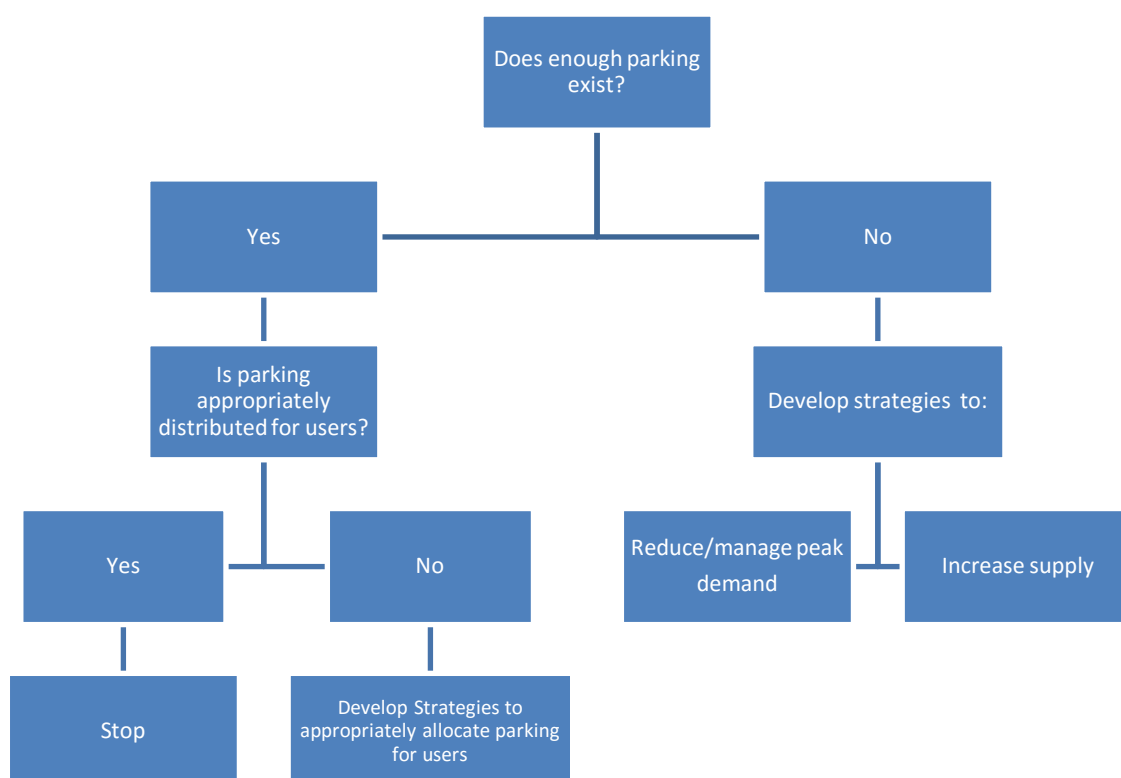 Does enough parking
exist?
Yes
No
Is parking
appropriately
distributed for users?
Develop strategies to:
Yes
No
Reduce/manage peak
demand
Increase supply
Stop
Develop Strategies to
appropriately allocate parking
for users